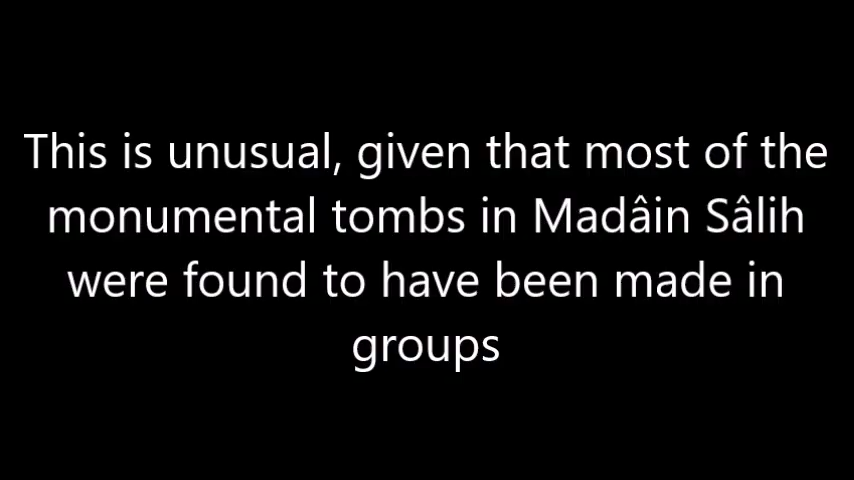 This is unusual, given that most of the
monumental tombs in Madâin Sâlih
were found to have been made in
groups